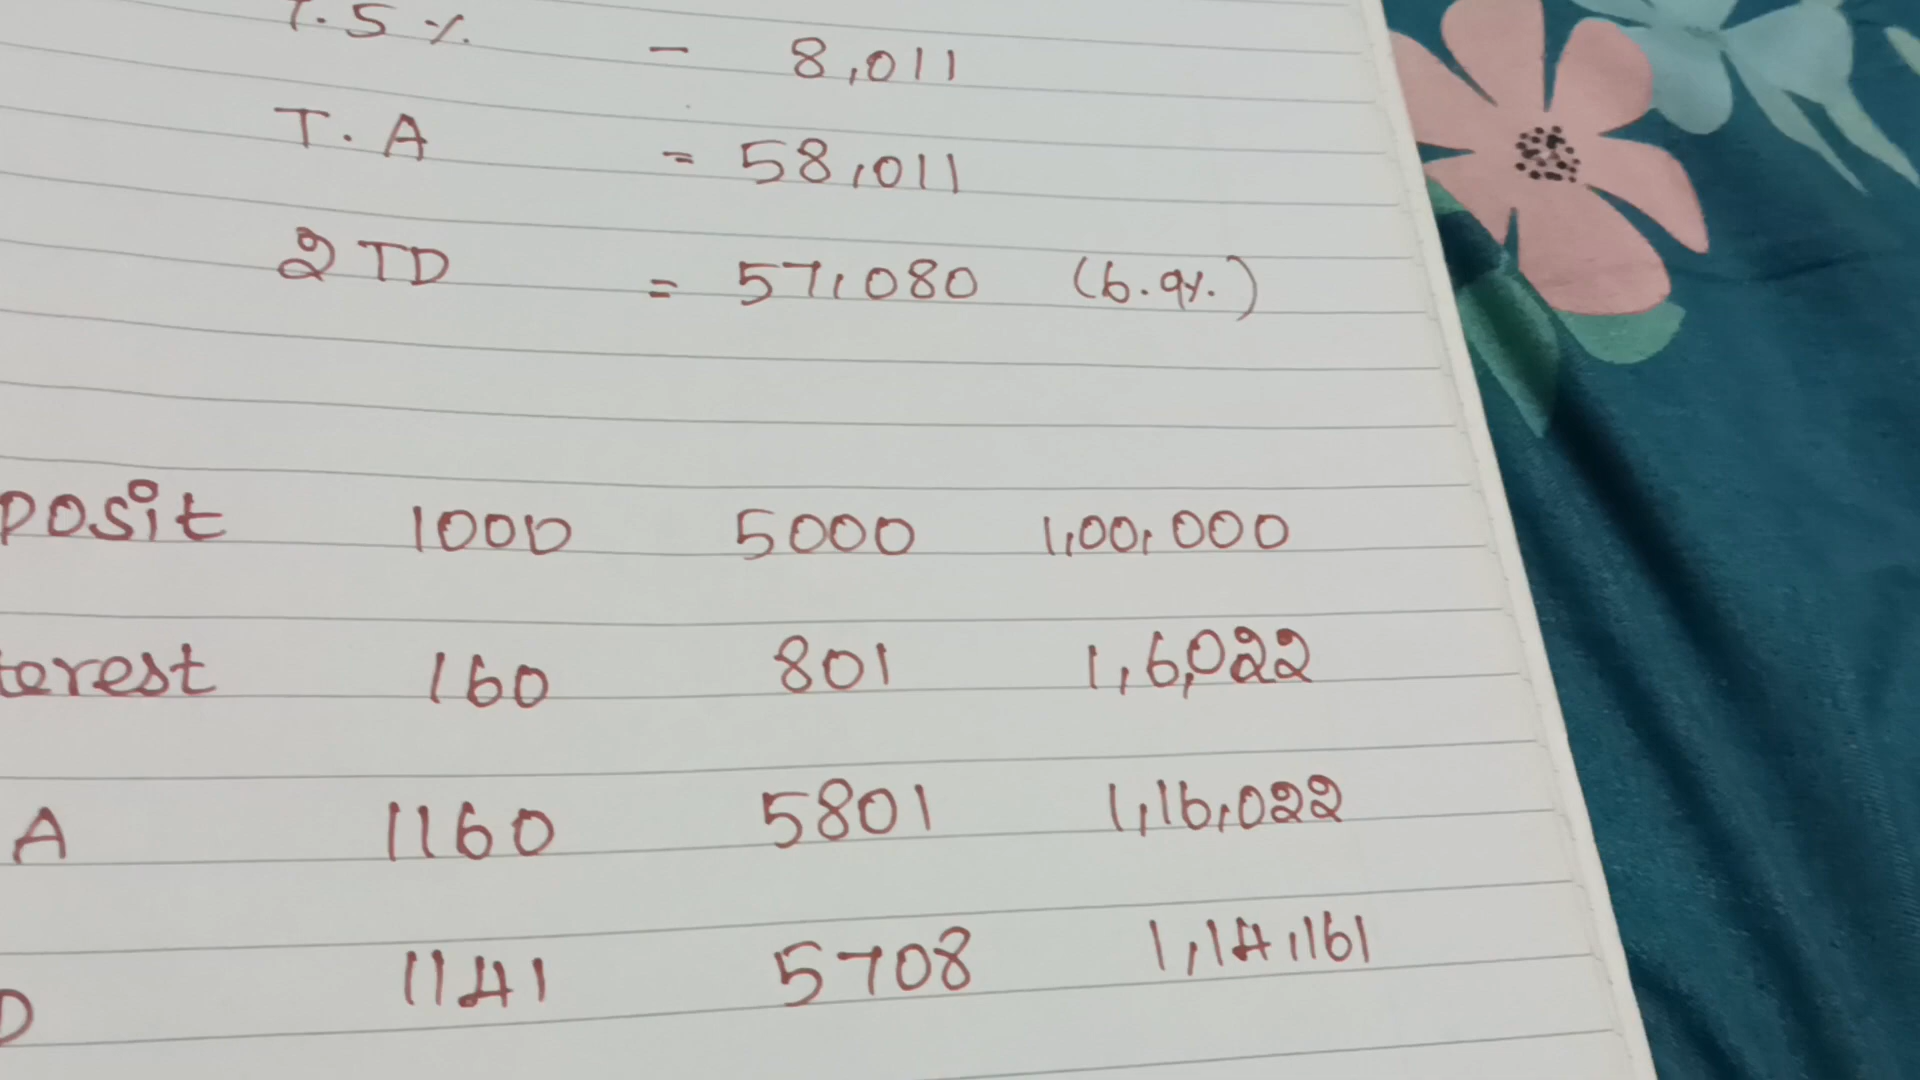 7.5 %. - 8,011
T.A = 58,011
2 TD = 57,080 (6.9%.)
posit 1000 5000 1,00,000
terest 160 801 1,6,022
A 1160 5801 1,16,022
D 1141 5708 1,14,161